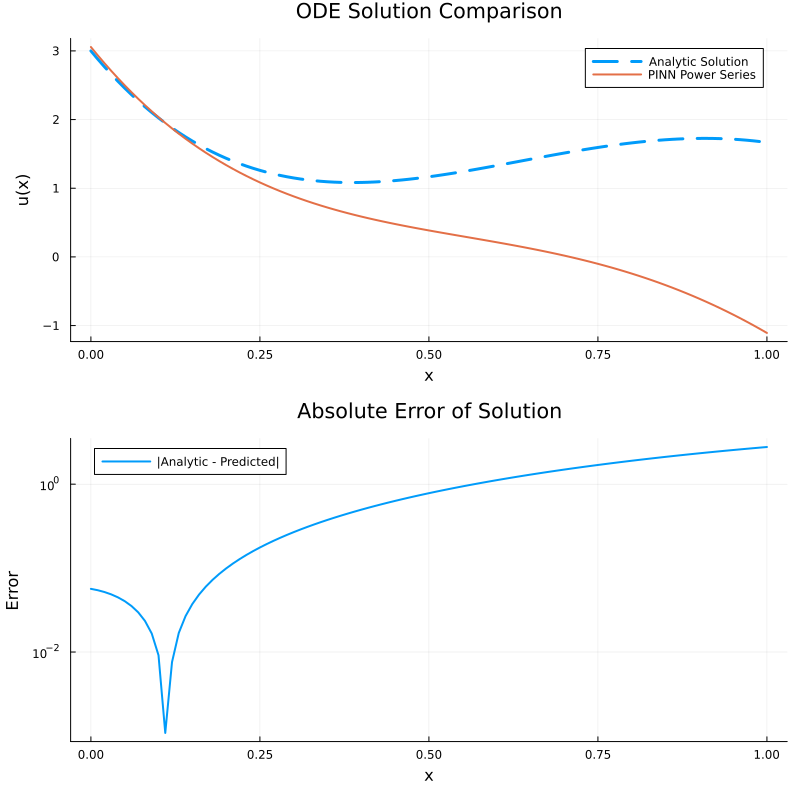 ODE Solution Comparison
3
2
1
0
−1
u(x)
Analytic Solution
PINN Power Series
0.00 0.25 0.50 0.75 1.00
x
Absolute Error of Solution
|Analytic - Predicted|
10⁰
10⁻²
Error
0.00 0.25 0.50 0.75 1.00
x